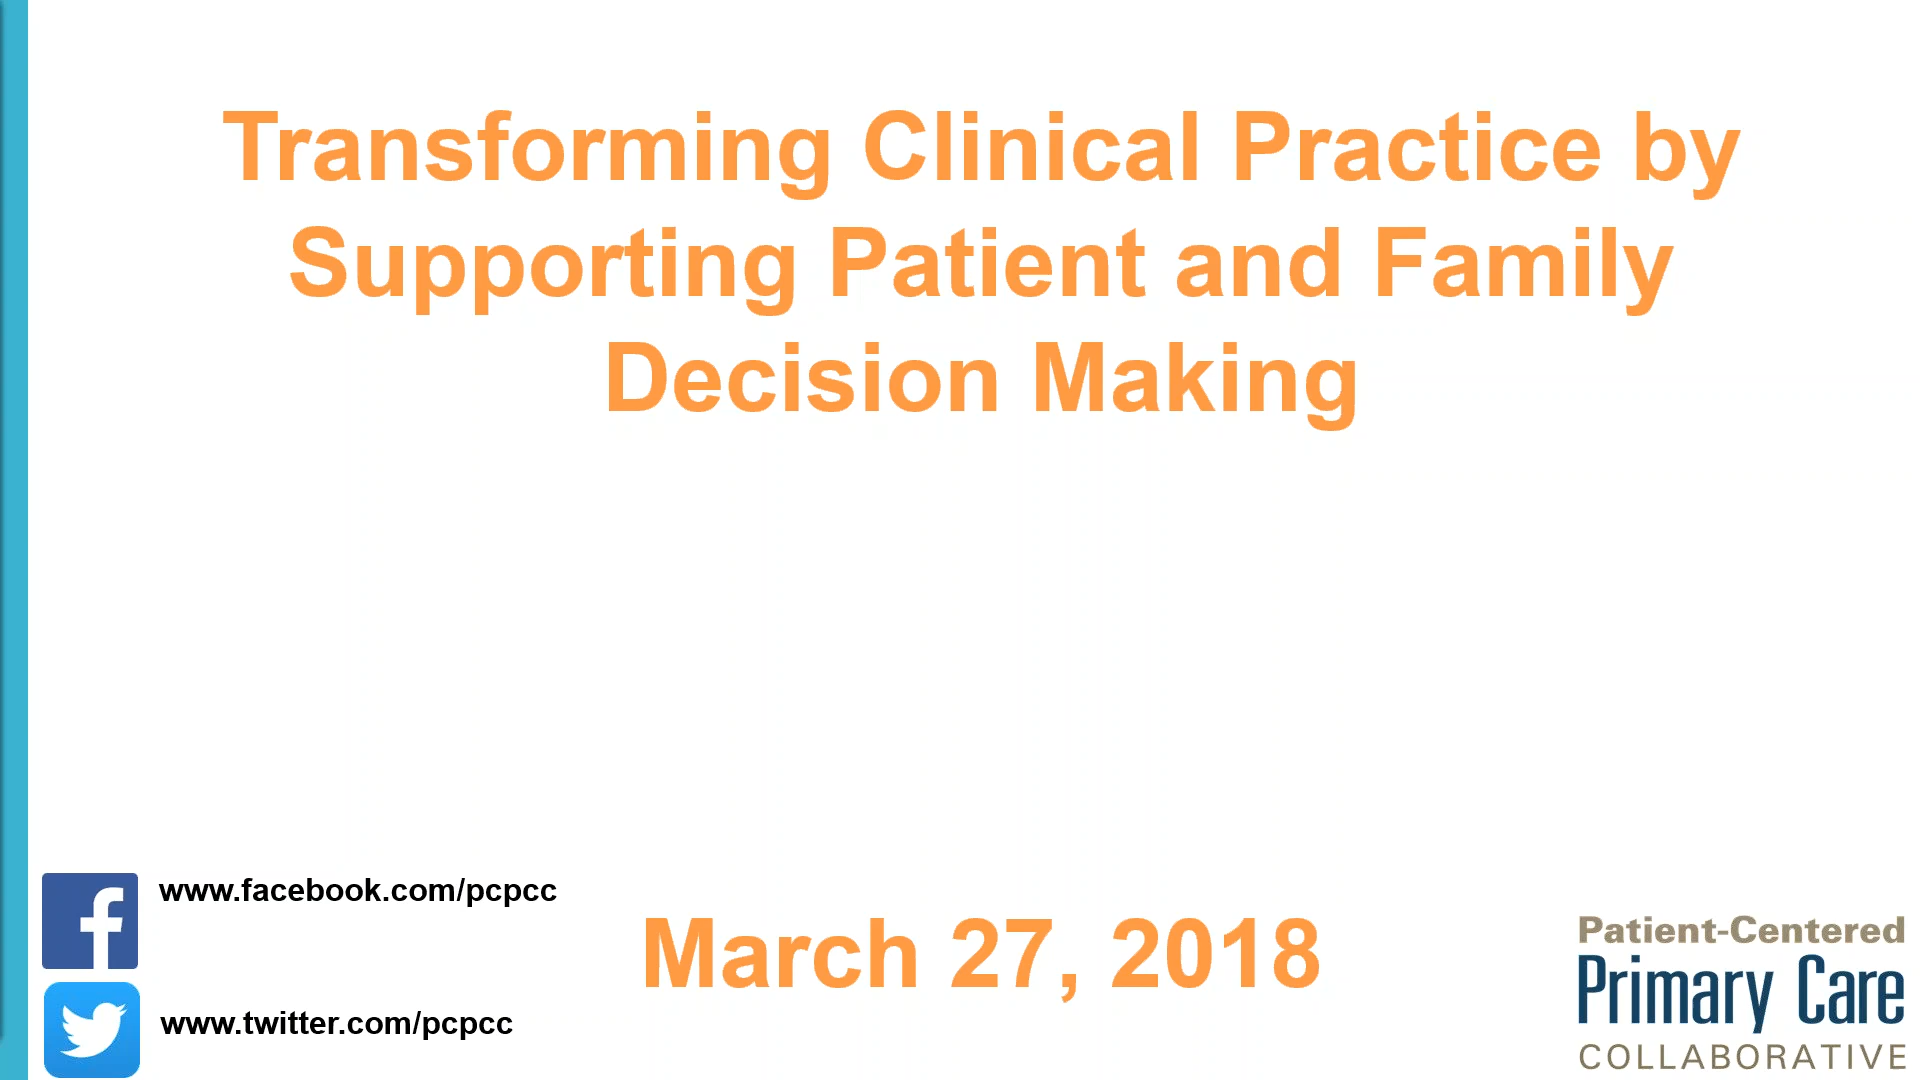 Transforming Clinical Practice by
Supporting Patient and Family
Decision Making
www.facebook.com/pcpcc
March 27, 2018
www.twitter.com/pcpcc
Patient-Centered
Primary Care
COLLABORATIVE